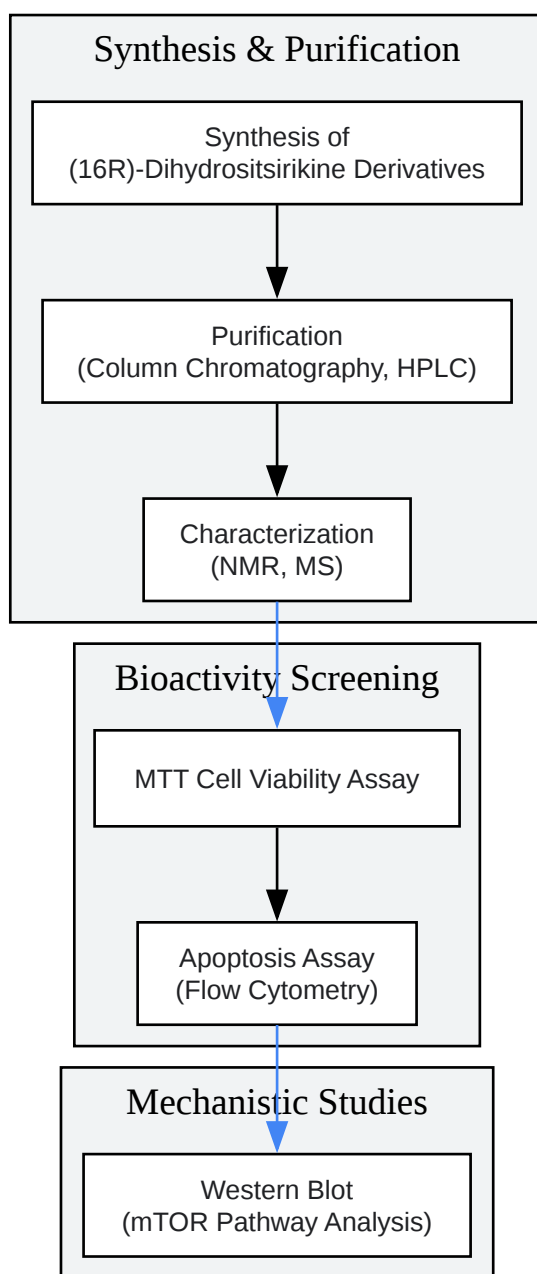 Synthesis & Purification
Synthesis of
(16R)-Dihydrositsirikine Derivatives
Purification
(Column Chromatography, HPLC)
Characterization
(NMR, MS)
Bioactivity Screening
MTT Cell Viability Assay
Apoptosis Assay
(Flow Cytometry)
Mechanistic Studies
Western Blot
(mTOR Pathway Analysis)